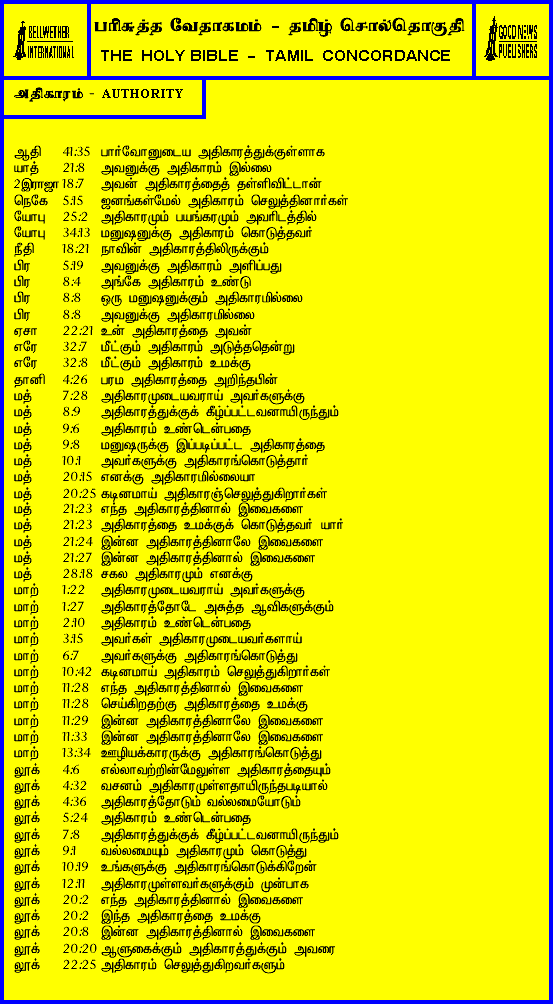 BELLWETHER
INTERNATIONAL
பரிசுத்த வேதாகமம் - தமிழ் சொல்தொகுதி
THE HOLY BIBLE - TAMIL CONCORDANCE
GOOD NEWS
PUBLISHERS
அதிகாரம் - AUTHORITY
ஆதி 41:35 பார்வோனுடைய அதிகாரத்துக்குள்ளாக
யாத் 21:8 அவனுக்கு அதிகாரம் இல்லை
2இராஜா 18:7 அவன் அதிகாரத்தைத் தள்ளிவிட்டான்
நெகே 5:15 ஜனங்கள்மேல் அதிகாரம் செலுத்தினார்கள்
யோபு 25:2 அதிகாரமும் பயங்கரமும் அவரிடத்தில்
யோபு 34:13 மனுஷனுக்கு அதிகாரம் கொடுத்தவர்
நீதி 18:21 நாவின் அதிகாரத்திலிருக்கும்
பிர 5:19 அவனுக்கு அதிகாரம் அளிப்பது
பிர 8:4 அங்கே அதிகாரம் உண்டு
பிர 8:8 ஒரு மனுஷனுக்கும் அதிகாரமில்லை
பிர 8:8 அவனுக்கு அதிகாரமில்லை
ஏசா 22:21 உன் அதிகாரத்தை அவன்
எரே 32:7 மீட்கும் அதிகாரம் அடுத்ததென்று
எரே 32:8 மீட்கும் அதிகாரம் உமக்கு
தானி 4:26 பரம அதிகாரத்தை அறிந்தபின்
மத் 7:28 அதிகாரமுடையவராய் அவர்களுக்கு
மத் 8:9 அதிகாரத்துக்குக் கீழ்ப்பட்டவனாயிருந்தும்
மத் 9:6 அதிகாரம் உண்டென்பதை
மத் 9:8 மனுஷருக்கு இப்படிப்பட்ட அதிகாரத்தை
மத் 10:1 அவர்களுக்கு அதிகாரங்கொடுத்தார்
மத் 20:15 எனக்கு அதிகாரமில்லையா
மத் 20:25 கடினமாய் அதிகாரஞ்செலுத்துகிறார்கள்
மத் 21:23 எந்த அதிகாரத்தினால் இவைகளை
மத் 21:23 அதிகாரத்தை உமக்குக் கொடுத்தவர் யார்
மத் 21:24 இன்ன அதிகாரத்தினாலே இவைகளை
மத் 21:27 இன்ன அதிகாரத்தினால் இவைகளை
மத் 28:18 சகல அதிகாரமும் எனக்கு
மாற் 1:22 அதிகாரமுடையவராய் அவர்களுக்கு
மாற் 1:27 அதிகாரத்தோடே அசுத்த ஆவிகளுக்கும்
மாற் 2:10 அதிகாரம் உண்டென்பதை
மாற் 3:15 அவர்கள் அதிகாரமுடையவர்களாய்
மாற் 6:7 அவர்களுக்கு அதிகாரங்கொடுத்து
மாற் 10:42 கடினமாய் அதிகாரம் செலுத்துகிறார்கள்
மாற் 11:28 எந்த அதிகாரத்தினால் இவைகளை
மாற் 11:28 செய்கிறதற்கு அதிகாரத்தை உமக்கு
மாற் 11:29 இன்ன அதிகாரத்தினாலே இவைகளை
மாற் 11:33 இன்ன அதிகாரத்தினாலே இவைகளை
மாற் 13:34 ஊழியக்காரருக்கு அதிகாரங்கொடுத்து
லூக் 4:6 எல்லாவற்றின்மேலுள்ள அதிகாரத்தையும்
லூக் 4:32 வசனம் அதிகாரமுள்ளதாயிருந்தபடியால்
லூக் 4:36 அதிகாரத்தோடும் வல்லமையோடும்
லூக் 5:24 அதிகாரம் உண்டென்பதை
லூக் 7:8 அதிகாரத்துக்குக் கீழ்ப்பட்டவனாயிருந்தும்
லூக் 9:1 வல்லமையும் அதிகாரமும் கொடுத்து
லூக் 10:19 உங்களுக்கு அதிகாரங்கொடுக்கிறேன்
லூக் 12:11 அதிகாரமுள்ளவர்களுக்கும் முன்பாக
லூக் 20:2 எந்த அதிகாரத்தினால் இவைகளை
லூக் 20:2 இந்த அதிகாரத்தை உமக்கு
லூக் 20:8 இன்ன அதிகாரத்தினால் இவைகளை
லூக் 20:20 ஆளுகைக்கும் அதிகாரத்துக்கும் அவரை
லூக் 22:25 அதிகாரம் செலுத்துகிறவர்களும்